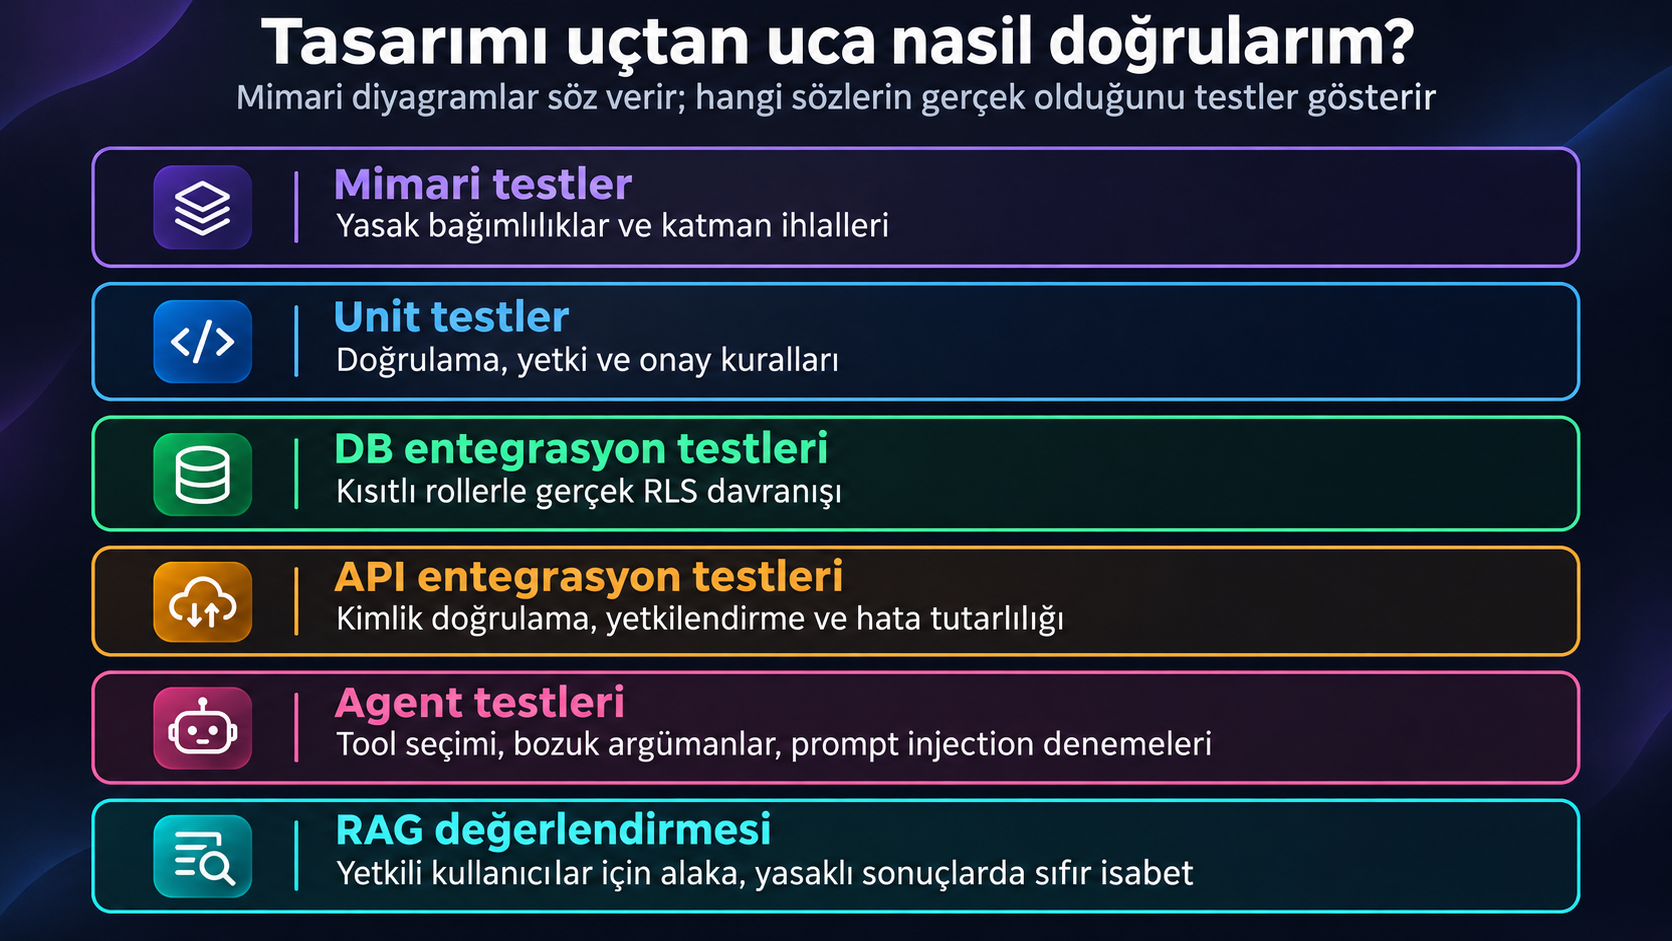 Tasarımı uçtan uca nasil doğrularım?
Mimari diyagramlar söz verir; hangi sözlerin gerçek olduğunu testler gösterir
Mimari testler
Yasak bağımlılıklar ve katman ihlalleri
Unit testler
Doğrulama, yetki ve onay kuralları
DB entegrasyon testleri
Kısıtlı rollerle gerçek RLS davranışı
API entegrasyon testleri
Kimlik doğrulama, yetkilendirme ve hata tutarlılığı
Agent testleri
Tool seçimi, bozuk argümanlar, prompt injection denemeleri
RAG değerlendirmesi
Yetkili kullanıcılar için alaka, yasaklı sonuçlarda sıfır isabet